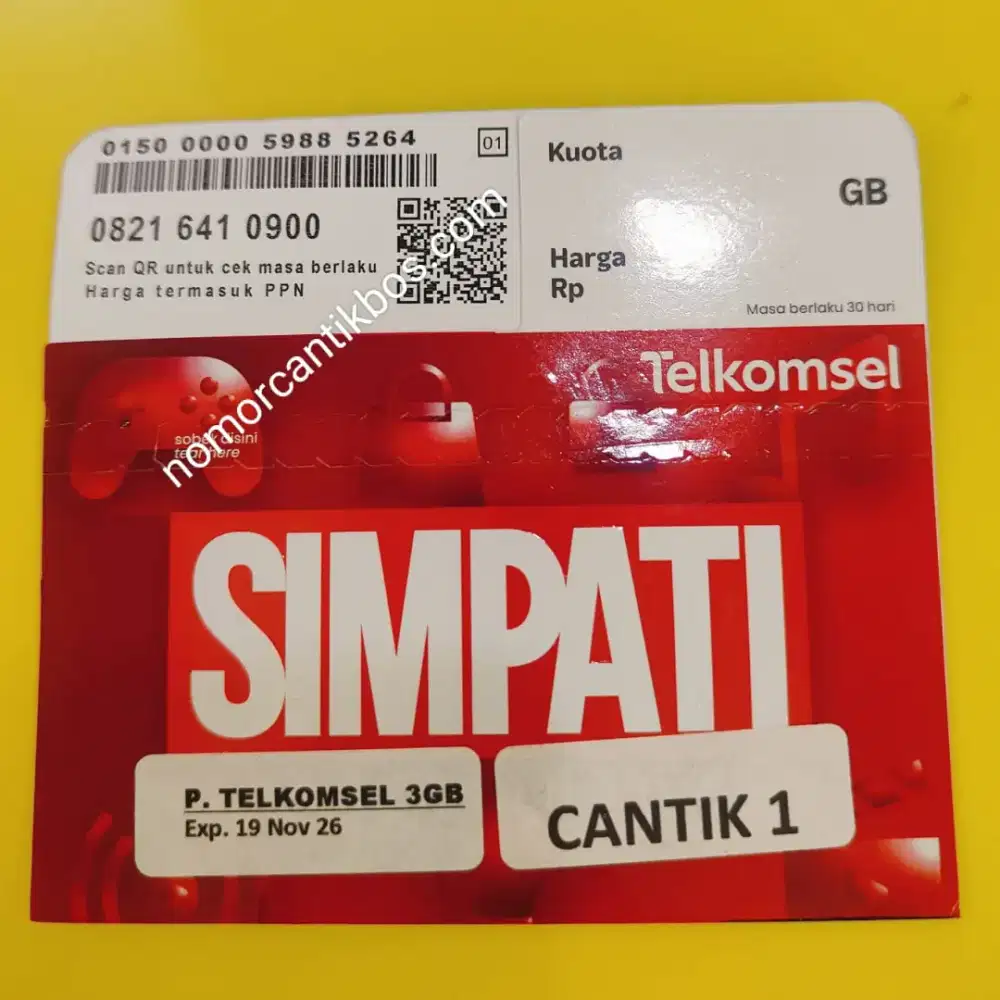 0150 0000 5988 5264
01
0821 641 0900
Scan QR untuk cek masa berlaku
Harga termasuk PPN
Kuota
GB
Harga
Rp
Masa berlaku 30 hari
nomorcantikbos.com
Telkomsel
sobek disini
tear here
SIMPATI
P. TELKOMSEL 3GB
Exp. 19 Nov 26
CANTIK 1